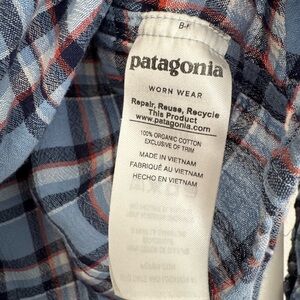 patagonia
WORN WEAR
Repair, Reuse, Recycle
This Product
www.patagonia.com
100% ORGANIC COTTON
EXCLUSIVE OF TRIM
MADE IN VIETNAM
FABRIQUÉ AU VIETNAM
HECHO EN VIETNAM